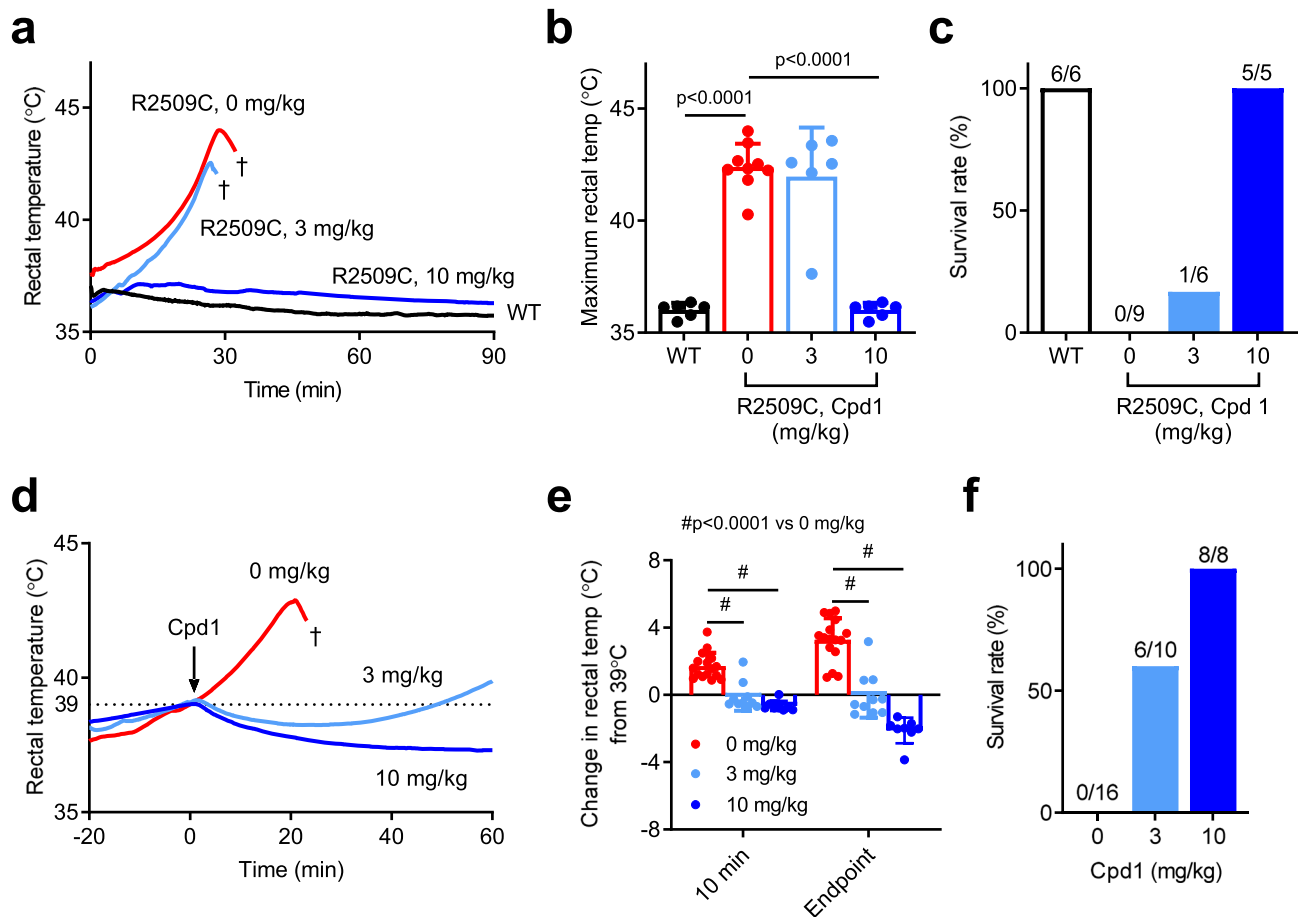 a
Rectal temperature (°C)
45
40
35
R2509C, 0 mg/kg
†
†
R2509C, 3 mg/kg
R2509C, 10 mg/kg
WT
0
30
60
90
Time (min)
b
Maximum rectal temp (°C)
45
40
35
p<0.0001
p<0.0001
WT
0
3
10
R2509C, Cpd1
(mg/kg)
c
Survival rate (%)
100
50
0
6/6
0/9
1/6
5/5
WT
0
3
10
R2509C, Cpd 1
(mg/kg)
d
Rectal temperature (°C)
45
40
39
35
0 mg/kg
Cpd1
†
3 mg/kg
10 mg/kg
-20
0
20
40
60
Time (min)
e
#p<0.0001 vs 0 mg/kg
Change in rectal temp (°C)
from 39°C
8
4
0
-4
-8
#
#
#
#
0 mg/kg
3 mg/kg
10 mg/kg
10 min
Endpoint
f
Survival rate (%)
100
50
0
0/16
6/10
8/8
0
3
10
Cpd1 (mg/kg)